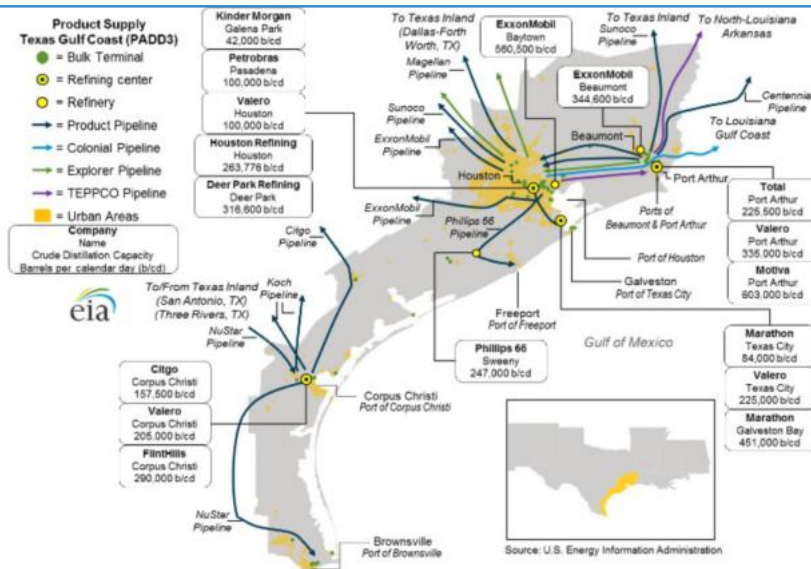 Product Supply
Texas Gulf Coast (PADD3)
= Bulk Terminal
= Refining center
= Refinery
= Product Pipeline
= Colonial Pipeline
= Explorer Pipeline
= TEPPCO Pipeline
= Urban Areas
Company
Name
Crude Distillation Capacity
Barrels per calendar day (b/cd)
eia
Kinder Morgan
Galena Park
42,000 b/cd
Petrobras
Pasadena
100,000 b/cd
Valero
Houston
100,000 b/cd
Houston Refining
Houston
263,776 b/cd
Deer Park Refining
Deer Park
316,600 b/cd
To Texas Inland
(Dallas-Forth
Worth, TX)
Magellan
Pipeline
Sunoco
Pipeline
ExxonMobil
Pipeline
ExxonMobil
Baytown
560,500 b/cd
To Texas Inland
Sunoco
Pipeline
To North-Louisiana
Arkansas
ExxonMobil
Beaumont
344,600 b/cd
Centennial
Pipeline
To Louisiana
Gulf Coast
Beaumont
Houston
Port Arthur
ExxonMobil
Pipeline
Phillips 66
Pipeline
Ports of
Beaumont & Port Arthur
Port of Houston
Galveston
Port of Texas City
Freeport
Port of Freeport
Total
Port Arthur
225,500 b/cd
Valero
Port Arthur
335,000 b/cd
Motiva
Port Arthur
603,000 b/cd
Citgo
Pipeline
Koch
Pipeline
To/From Texas Inland
(San Antonio, TX)
(Three Rivers, TX)
NuStar
Pipeline
Phillips 66
Sweeny
247,000 b/cd
Gulf of Mexico
Marathon
Texas City
84,000 b/cd
Valero
Texas City
225,000 b/cd
Marathon
Galveston Bay
451,000 b/cd
Citgo
Corpus Christi
157,500 b/cd
Valero
Corpus Christi
205,000 b/cd
FlintHills
Corpus Christi
290,000 b/cd
Corpus Christi
Port of Corpus Christi
NuStar
Pipeline
Brownsville
Port of Brownsville
Source: U.S. Energy Information Administration